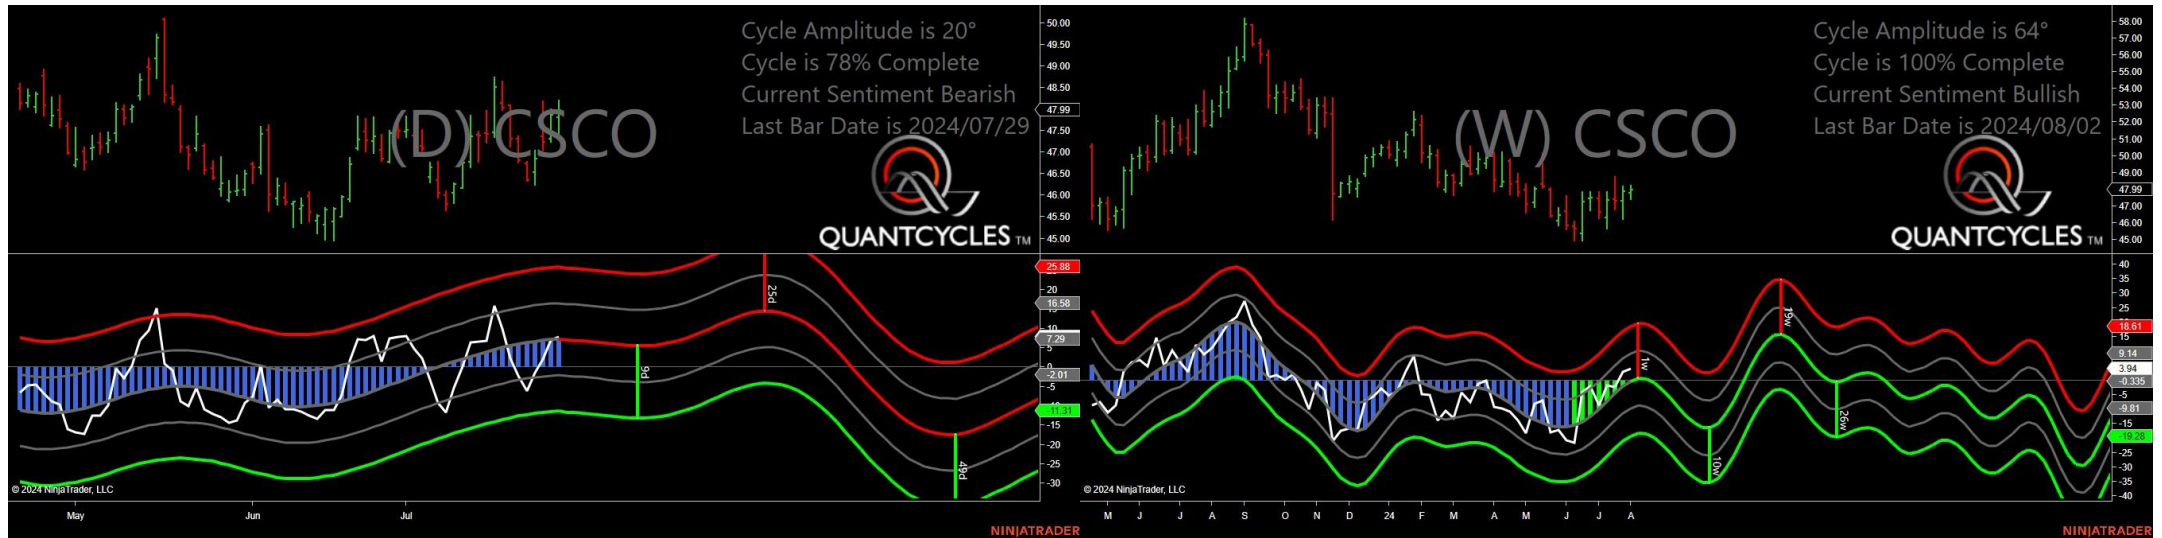 Cycle Amplitude is 20°
Cycle is 78% Complete
Current Sentiment Bearish
Last Bar Date is 2024/07/29
(D) CSCO
QUANTCYCLES TM
50.00
49.50
49.00
48.50
47.99
47.50
47.00
46.50
46.00
45.50
45.00
25.88
20
16.58
10
7.29
5
0
-2.01
-5
-11.31
-15
-20
-25
-30
9d
25d
49d
© 2024 NinjaTrader, LLC
May Jun Jul
NINJATRADER
Cycle Amplitude is 64°
Cycle is 100% Complete
Current Sentiment Bullish
Last Bar Date is 2024/08/02
(W) CSCO
QUANTCYCLES TM
58.00
57.00
56.00
55.00
54.00
53.00
52.00
51.00
50.00
49.00
47.99
47.00
46.00
45.00
40
35
30
25
18.61
15
9.14
3.94
-0.335
-5
-9.81
-15
-19.28
-25
-30
-35
-40
1w
10w
19w
26w
© 2024 NinjaTrader, LLC
M J J A S O N D 24 F M A M J J A
NINJATRADER